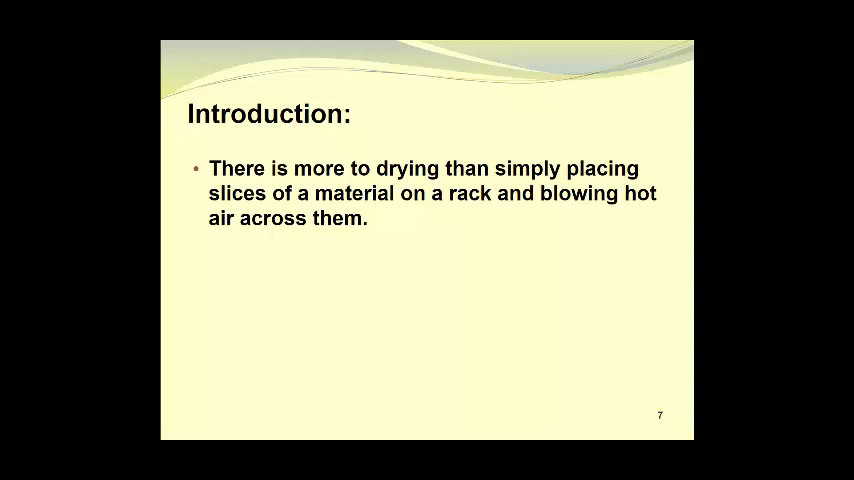 Introduction:
• There is more to drying than simply placing
slices of a material on a rack and blowing hot
air across them.
7